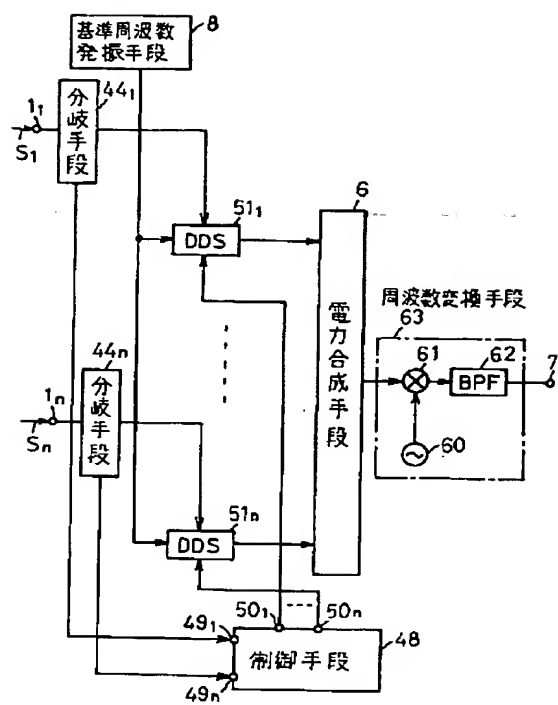 8
基準周波数
発振手段
44₁
1₁
S₁
分岐手段
51₁
DDS
6
電力合成手段
周波数変換手段
63
61
62
BPF
7
60
44n
1n
Sn
分岐手段
51n
DDS
50₁
50n
49₁
49n
48
制御手段